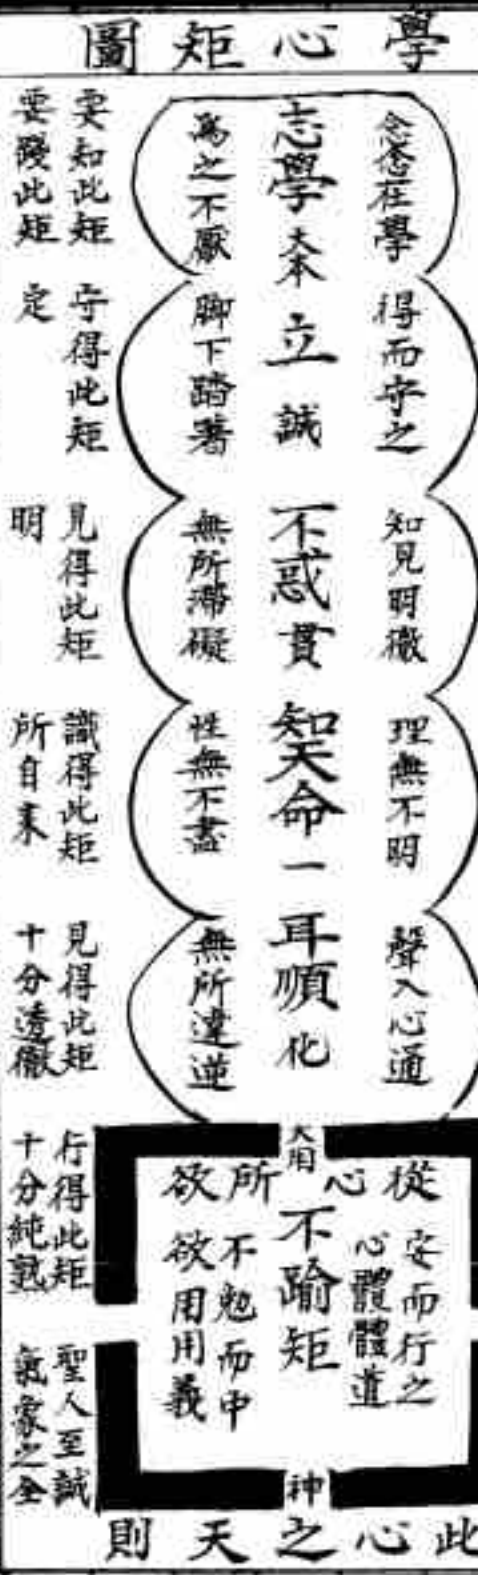 學心矩圖
念念在學
志學大本
為之不厭
要知此矩
要踐此矩
得而守之
立誠
腳下踏著
守得此矩
定
知見明徹
不惑貫
無所滯礙
見得此矩
明
理無不明
知天命一
性無不盡
識得此矩
所自來
聲入心通
耳順化
無所違逆
見得此矩
十分透徹
大用
從心所欲
安而行之
心體體道
不踰矩
不勉而中
欲用用義
神
行得此矩
十分純熟
聖人至誠
氣象之全
此心之天則